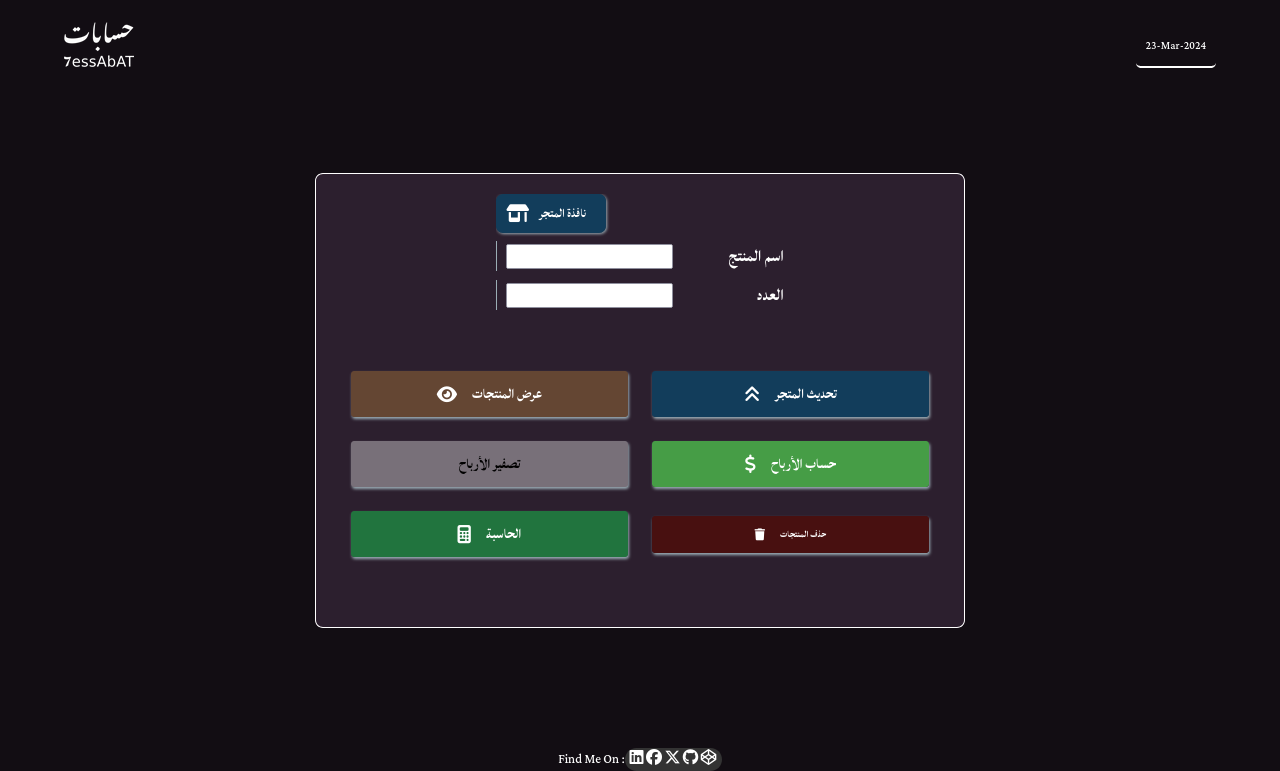 حسابات
7essAbAT
23-Mar-2024
نافذة المتجر
اسم المنتج
العدد
تحديث المتجر
عرض المنتجات
حساب الأرباح
تصفير الأرباح
حذف المنتجات
الحاسبة
Find Me On :